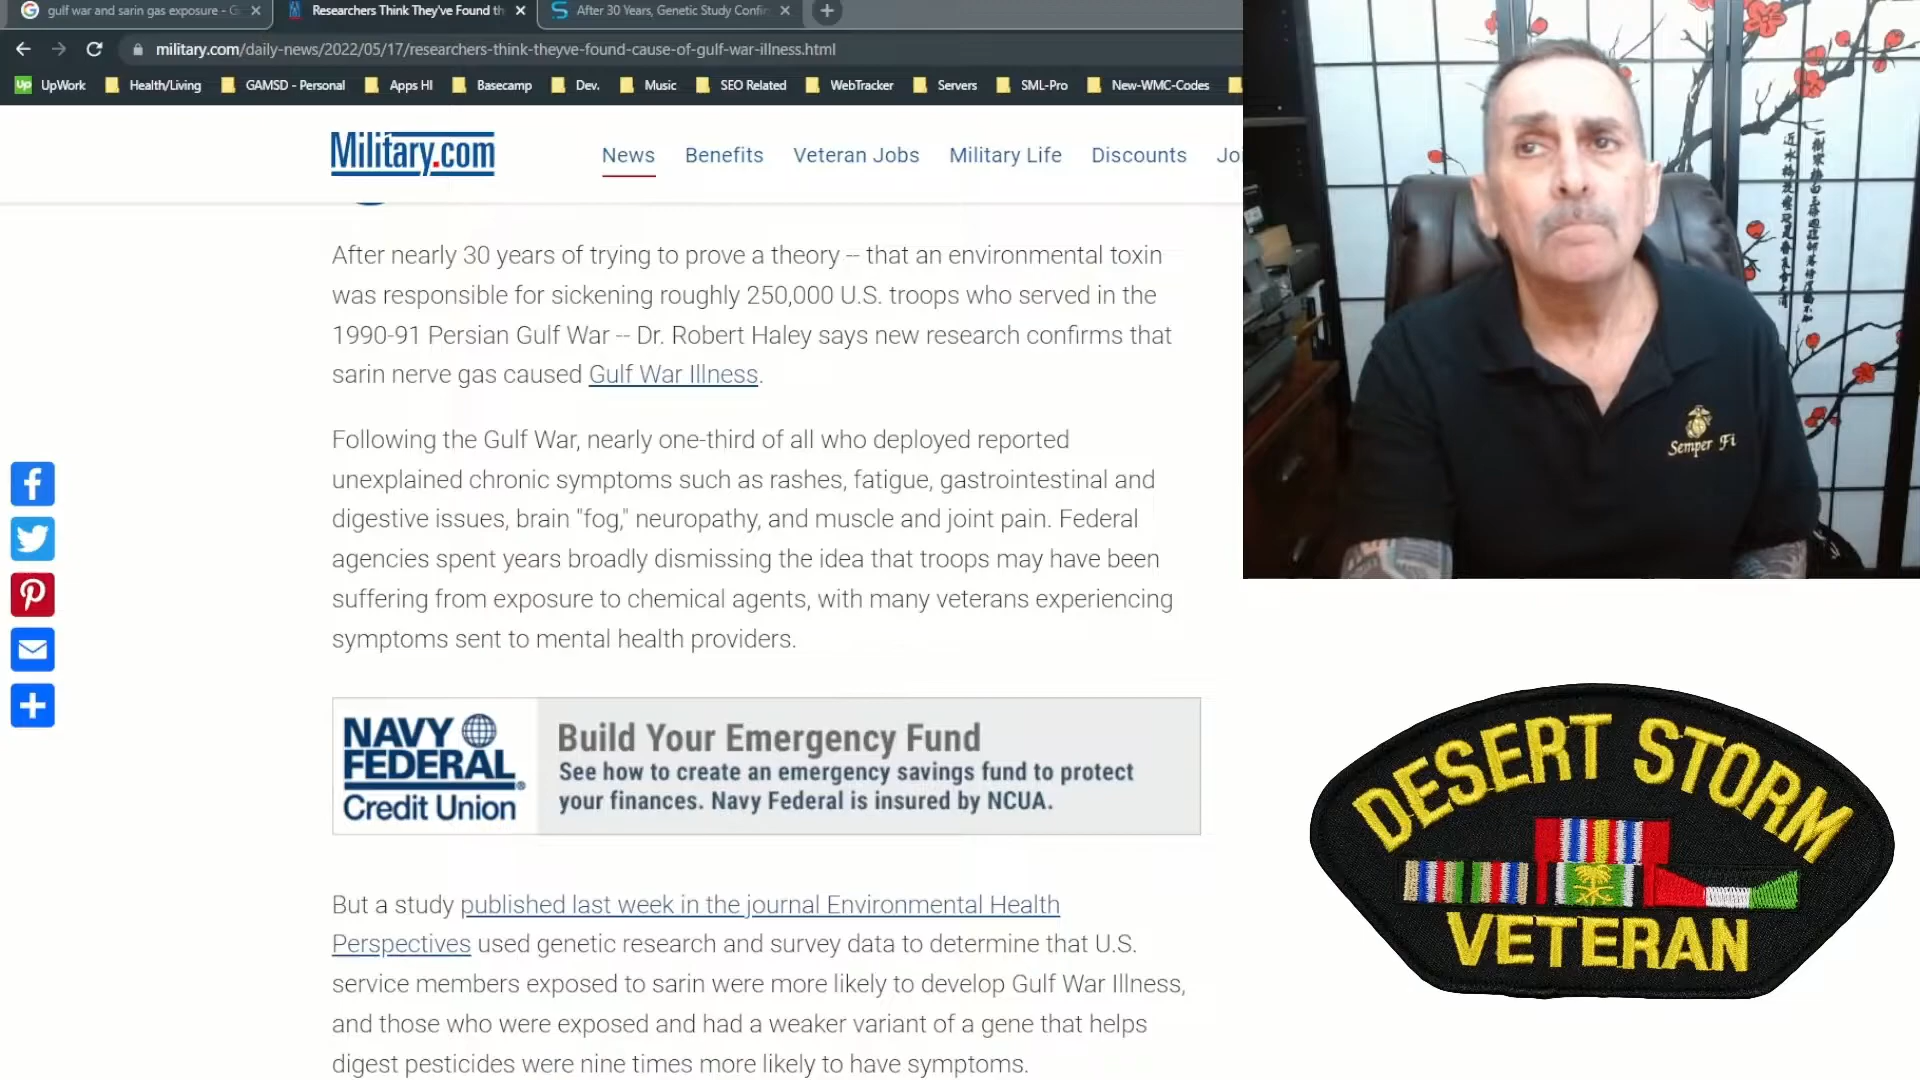 gulf war and sarin gas exposure - G
Researchers Think They've Found th
After 30 Years, Genetic Study Confir
military.com/daily-news/2022/05/17/researchers-think-theyve-found-cause-of-gulf-war-illness.html
Up UpWork Health/Living GAMSD - Personal Apps HI Basecamp Dev. Music SEO Related WebTracker Servers SML-Pro New-WMC-Codes
Military.com News Benefits Veteran Jobs Military Life Discounts Jo
After nearly 30 years of trying to prove a theory -- that an environmental toxin
was responsible for sickening roughly 250,000 U.S. troops who served in the
1990-91 Persian Gulf War -- Dr. Robert Haley says new research confirms that
sarin nerve gas caused Gulf War Illness.
Following the Gulf War, nearly one-third of all who deployed reported
unexplained chronic symptoms such as rashes, fatigue, gastrointestinal and
digestive issues, brain "fog," neuropathy, and muscle and joint pain. Federal
agencies spent years broadly dismissing the idea that troops may have been
suffering from exposure to chemical agents, with many veterans experiencing
symptoms sent to mental health providers.
NAVY
FEDERAL
Credit Union
Build Your Emergency Fund
See how to create an emergency savings fund to protect
your finances. Navy Federal is insured by NCUA.
But a study published last week in the journal Environmental Health
Perspectives used genetic research and survey data to determine that U.S.
service members exposed to sarin were more likely to develop Gulf War Illness,
and those who were exposed and had a weaker variant of a gene that helps
digest pesticides were nine times more likely to have symptoms.
Semper Fi
DESERT STORM
VETERAN